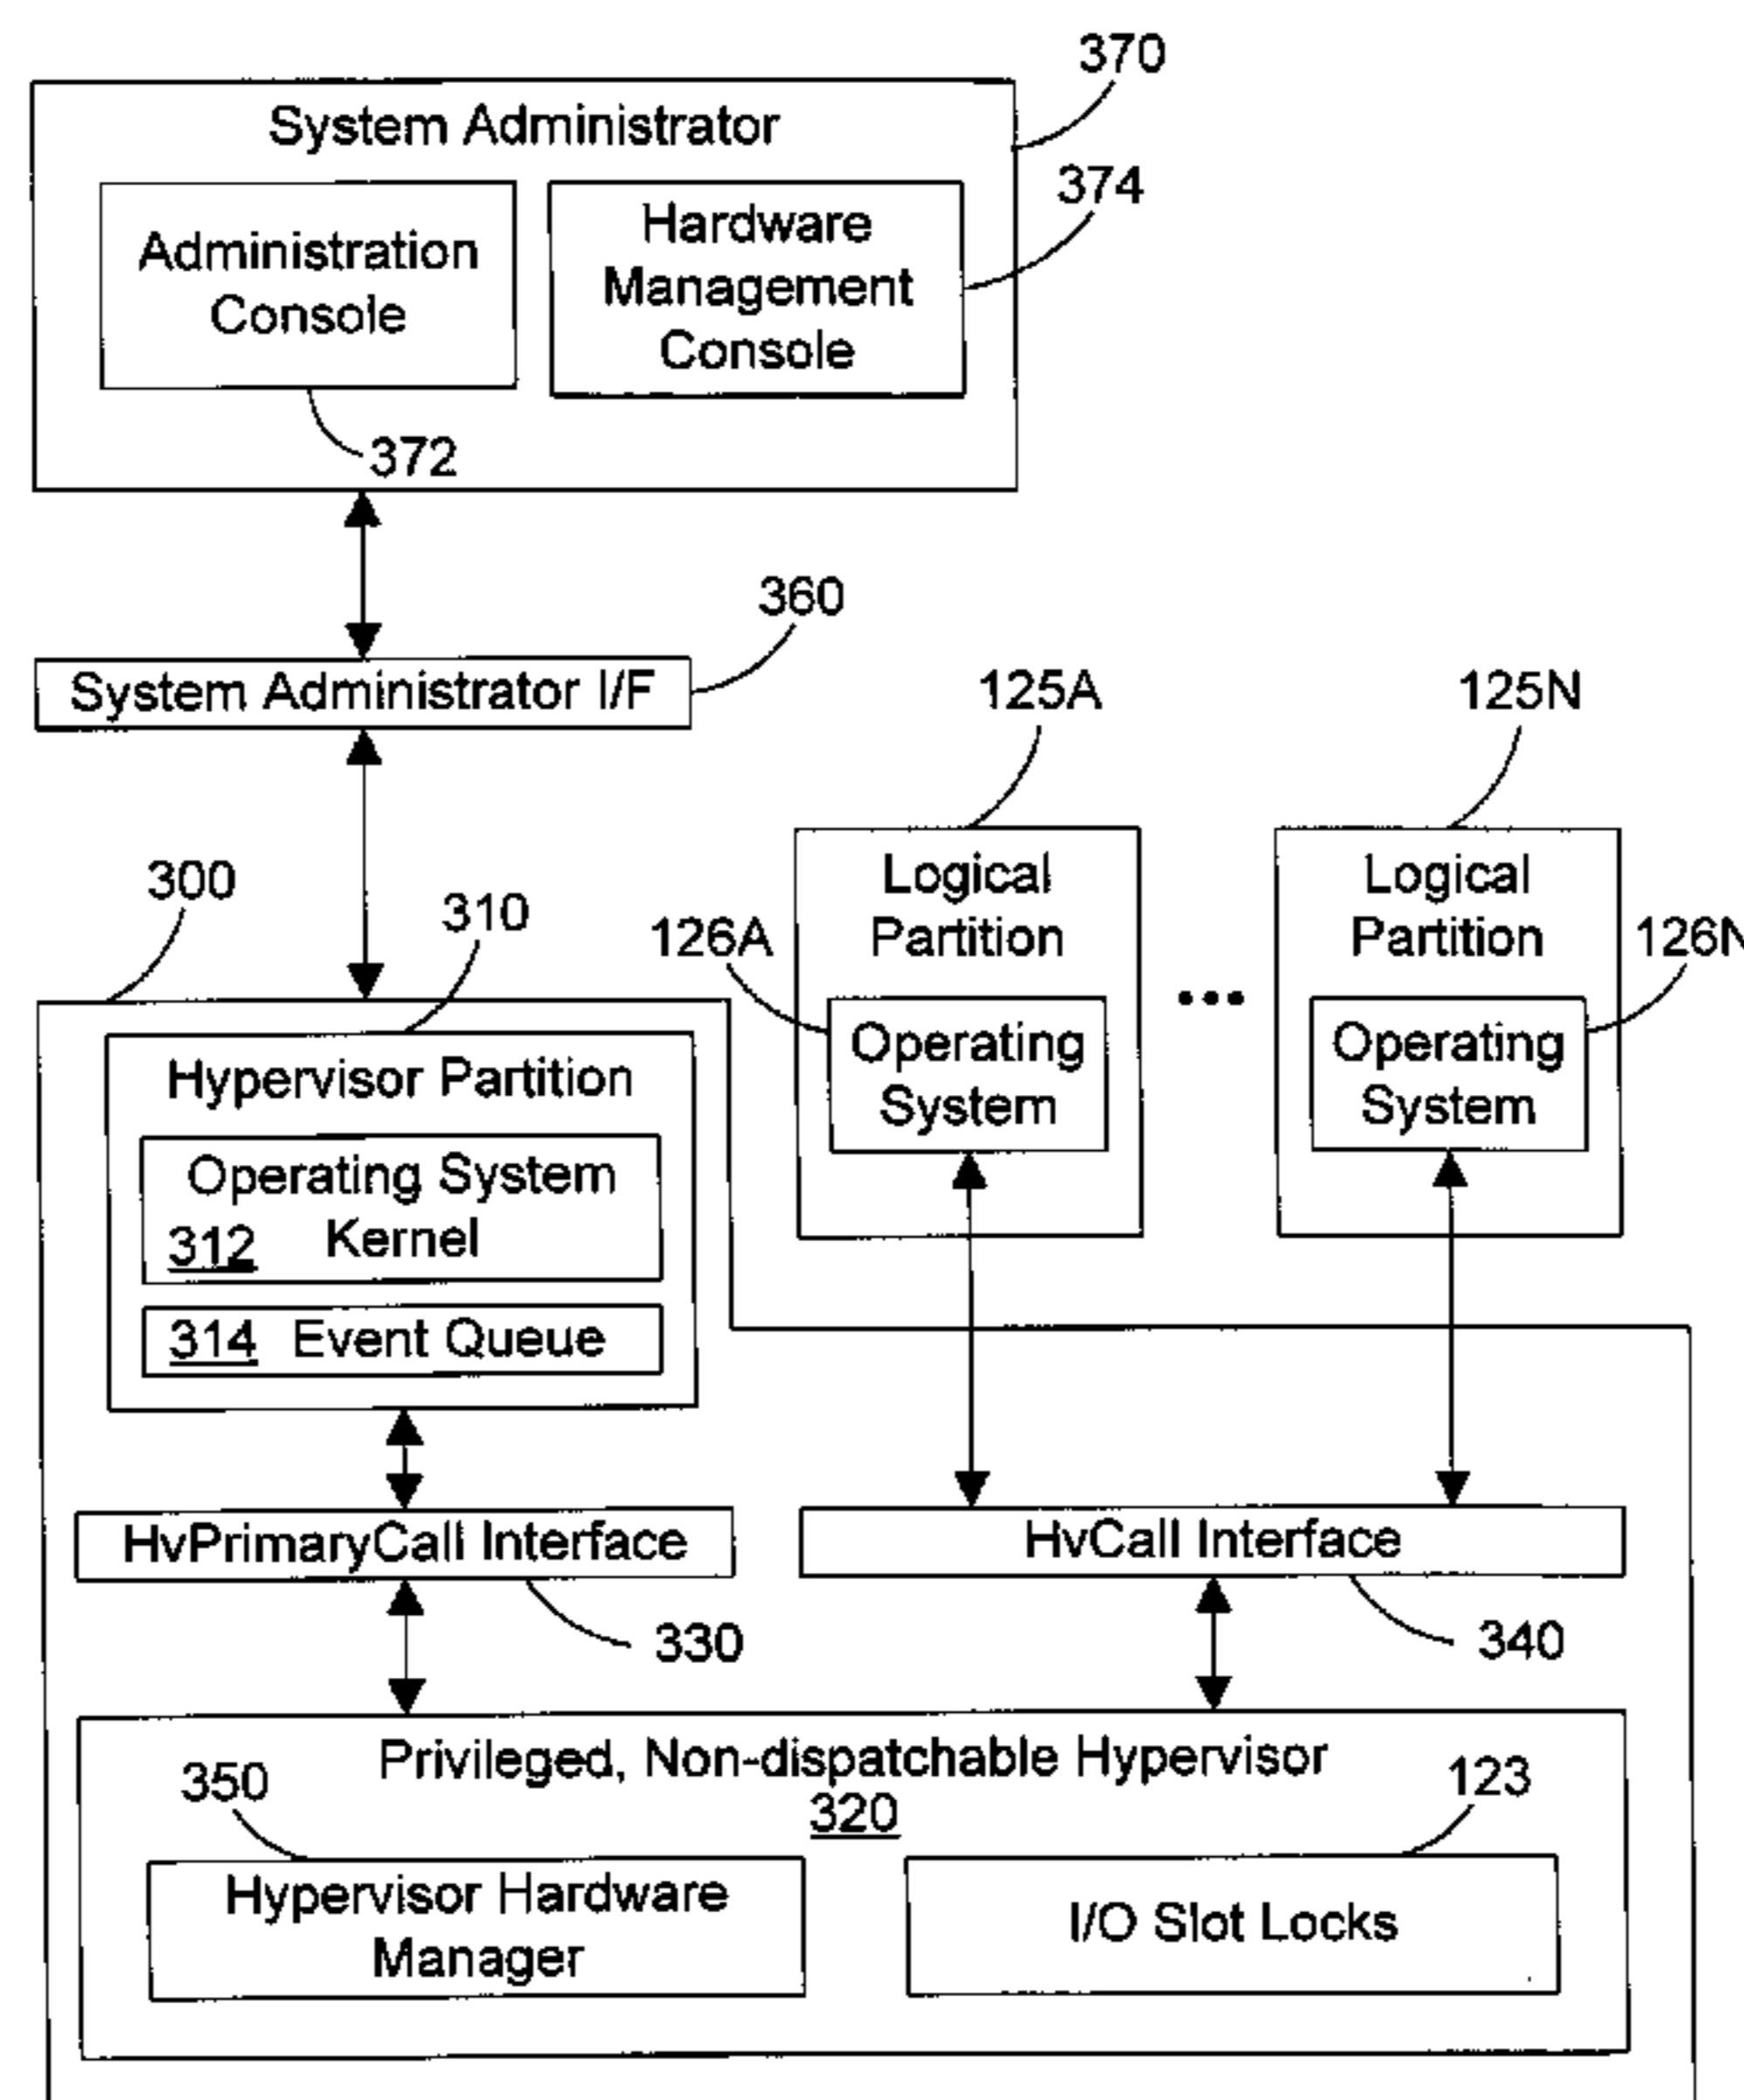 370
System Administrator
374
Administration
Console
Hardware
Management
Console
372
360
System Administrator I/F
125A
125N
300
310
Logical
Partition
Logical
Partition
126A
126N
Hypervisor Partition
Operating
System
Operating
System
Operating System
Kernel
312
314 Event Queue
HvPrimaryCall Interface
HvCall Interface
330
340
Privileged, Non-dispatchable Hypervisor
320
350
123
Hypervisor Hardware
Manager
I/O Slot Locks